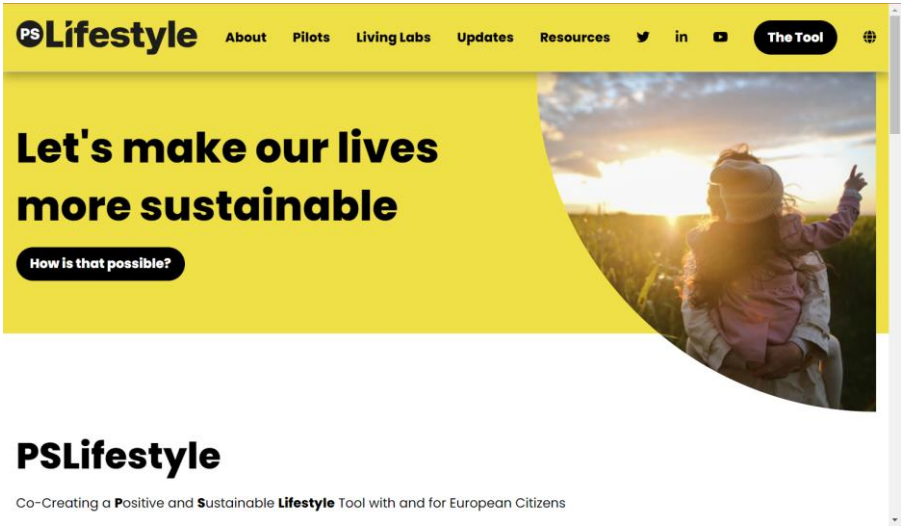 PSLifestyle About Pilots Living Labs Updates Resources in The Tool
Let's make our lives
more sustainable
How is that possible?
PSLifestyle
Co-Creating a Positive and Sustainable Lifestyle Tool with and for European Citizens